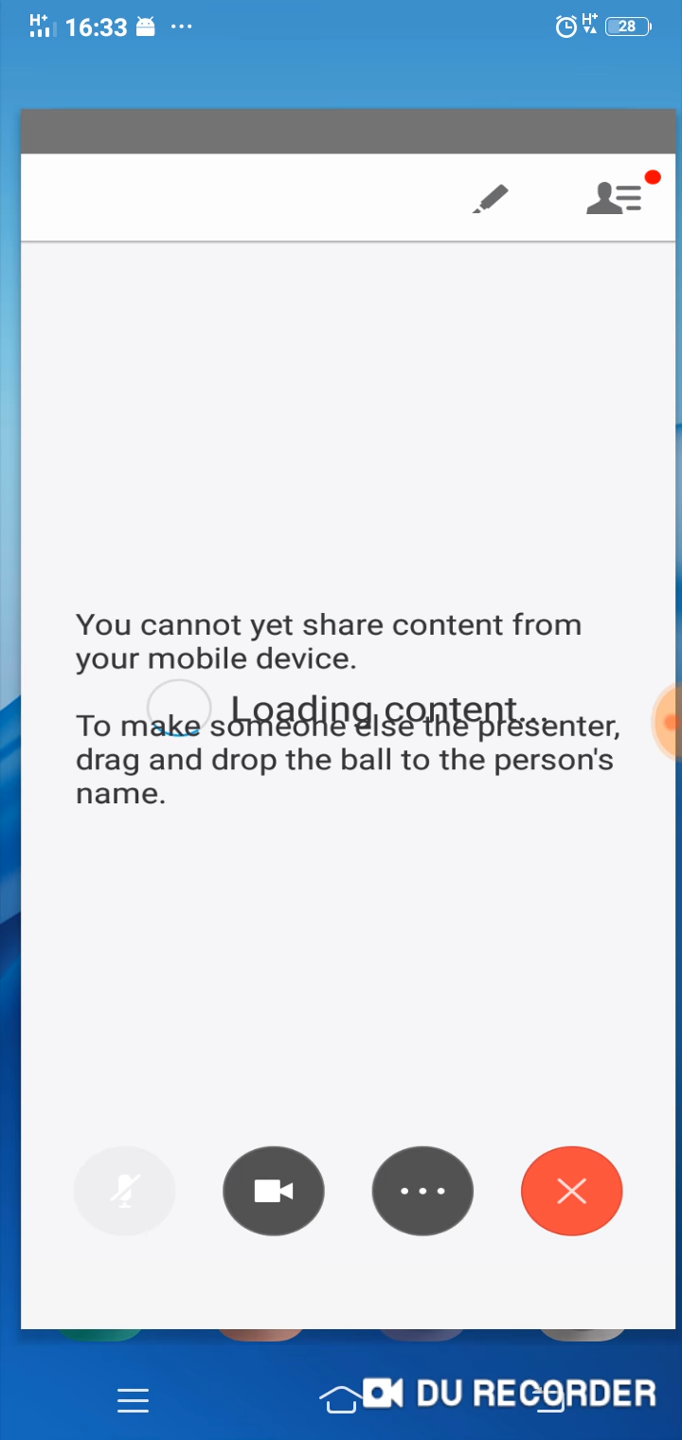 H+ 16:33 ... H+ 28
You cannot yet share content from
your mobile device.
Loading content...
To make someone else the presenter,
drag and drop the ball to the person's
name.
DU RECORDER